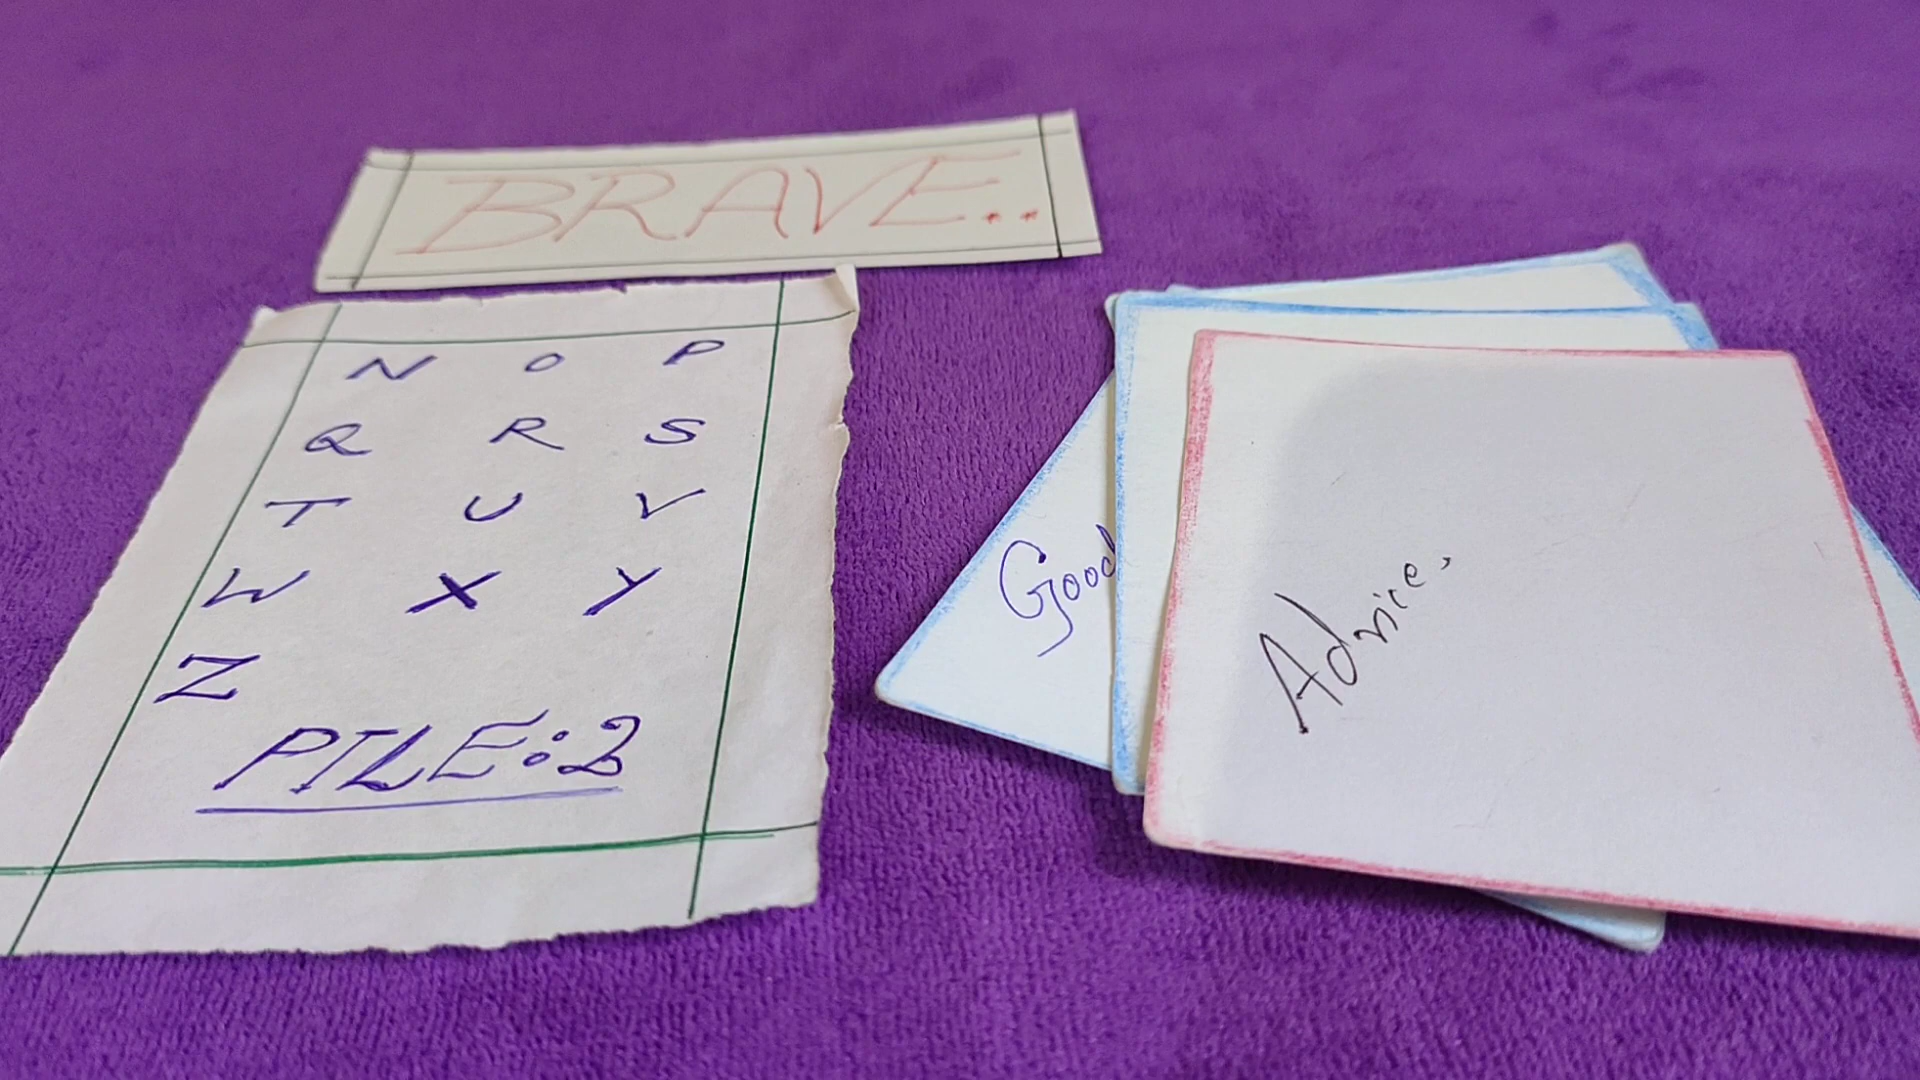 BRAVE..
N O P
Q R S
T U V
W X Y
Z
PILE:2
Good
Advice.